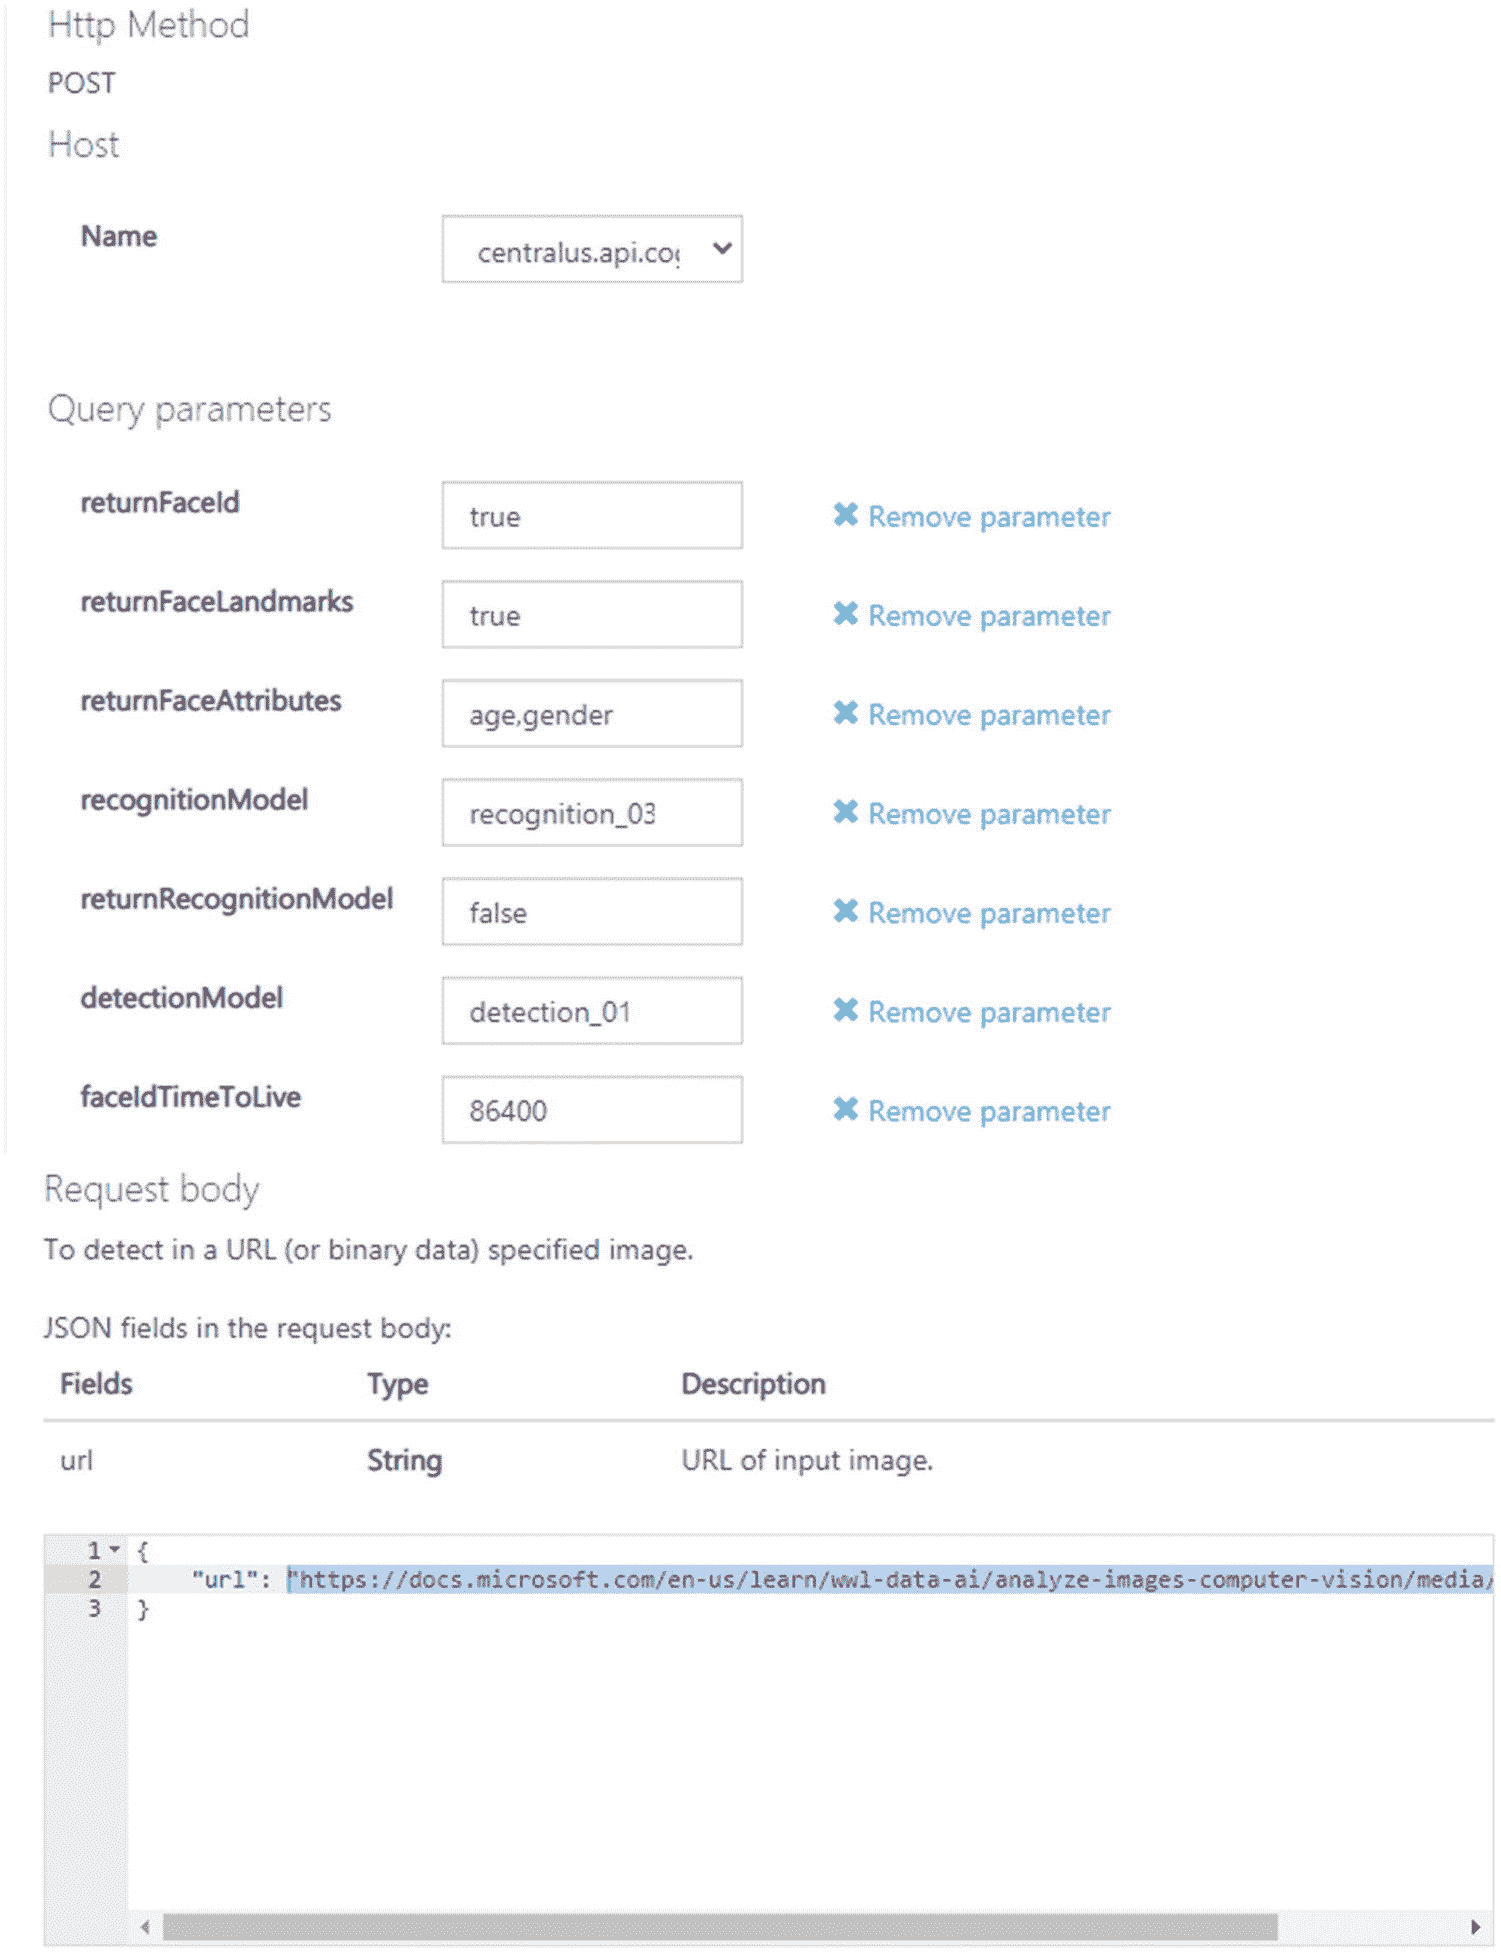 Http Method
POST
Host
Name centralus.api.cog
Query parameters
returnFaceId true ✖ Remove parameter
returnFaceLandmarks true ✖ Remove parameter
returnFaceAttributes age,gender ✖ Remove parameter
recognitionModel recognition_03 ✖ Remove parameter
returnRecognitionModel false ✖ Remove parameter
detectionModel detection_01 ✖ Remove parameter
faceIdTimeToLive 86400 ✖ Remove parameter
Request body
To detect in a URL (or binary data) specified image.
JSON fields in the request body:
Fields Type Description
url String URL of input image.
1 {
2 "url": "https://docs.microsoft.com/en-us/learn/wwl-data-ai/analyze-images-computer-vision/media/
3 }